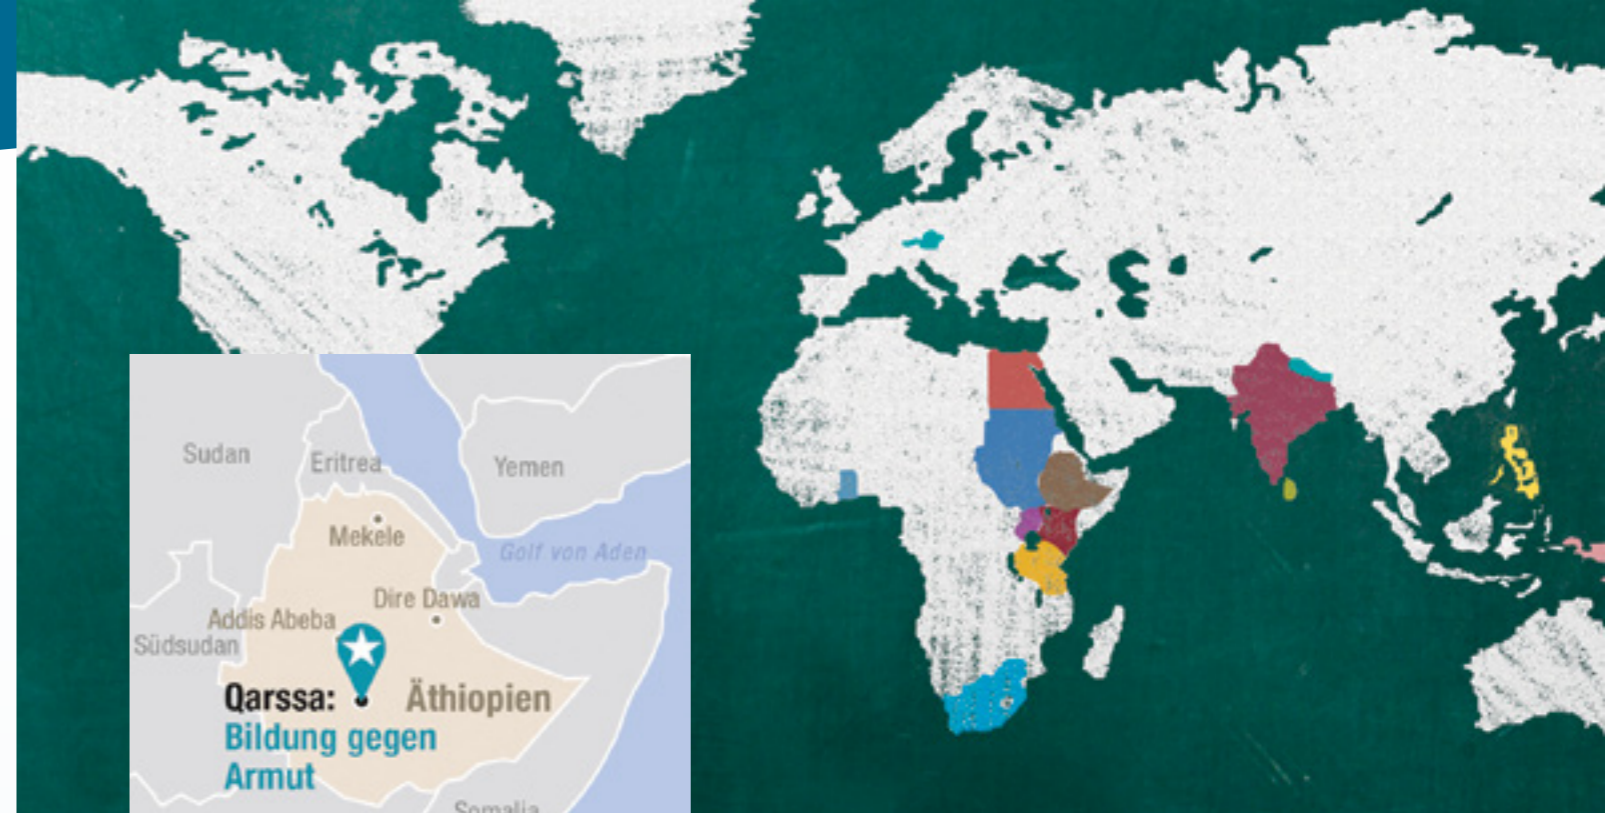 Sudan
Eritrea
Yemen
Mekele
Golf von Aden
Dire Dawa
Addis Abeba
Südsudan
Qarssa:
Äthiopien
Bildung gegen
Armut
Somalia